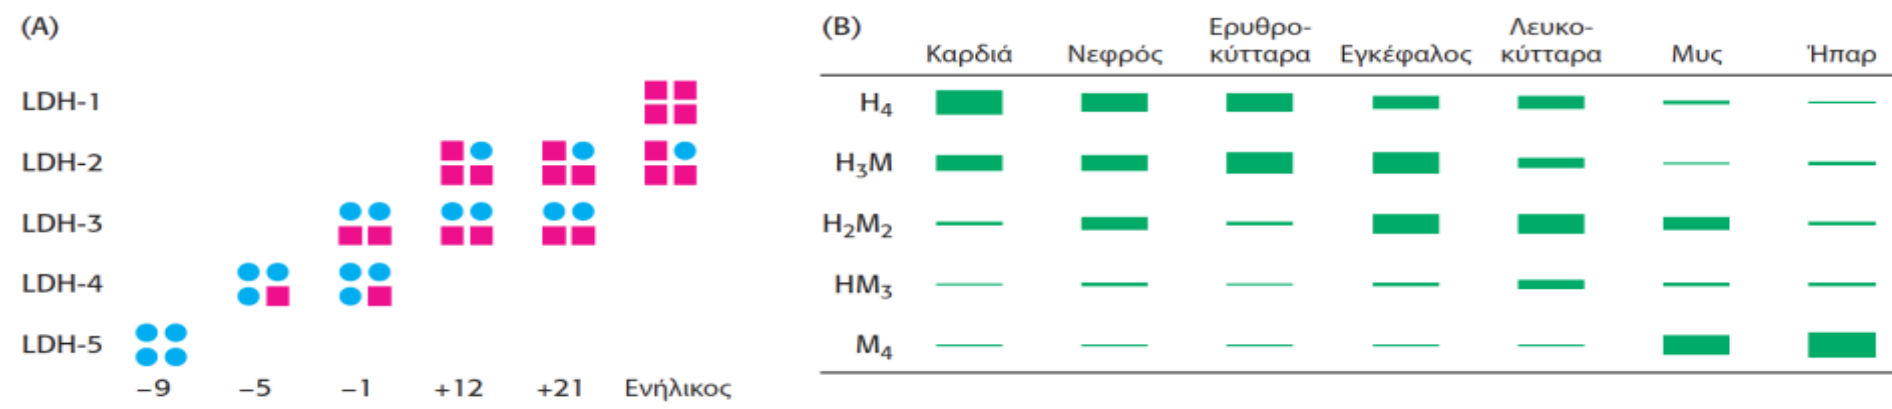 (A)
LDH-1
LDH-2
LDH-3
LDH-4
LDH-5
−9 −5 −1 +12 +21 Ενήλικος
(B)
Καρδιά Νεφρός Ερυθρο- Εγκέφαλος Λευκο- Μυς Ήπαρ
κύτταρα κύτταρα
H₄
H₃M
H₂M₂
HM₃
M₄